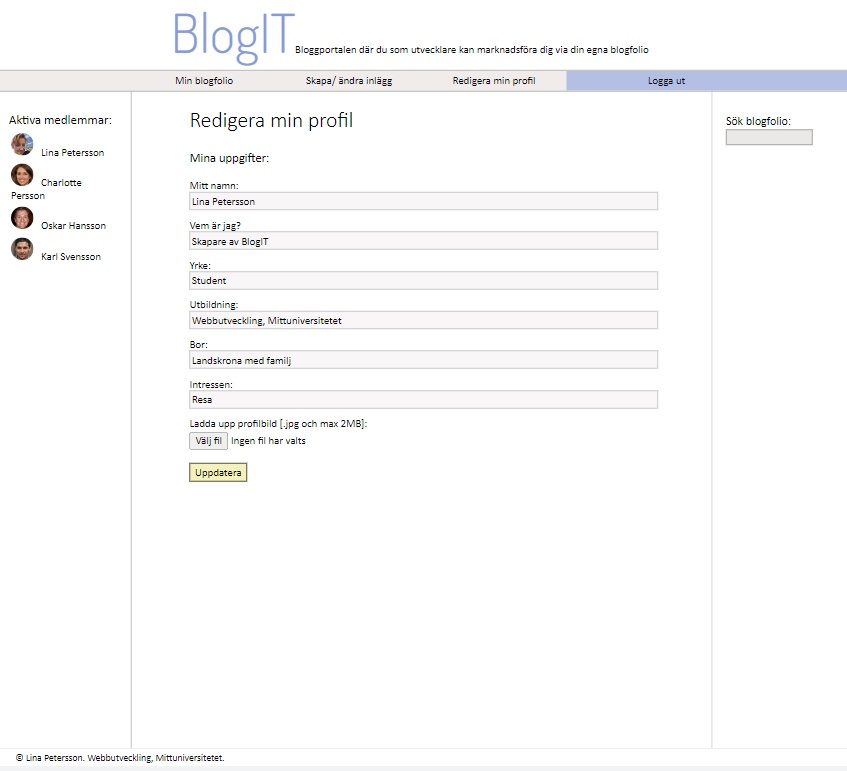 BlogIT
Bloggportalen där du som utvecklare kan marknadsföra dig via din egna blogfolio
Min blogfolio
Skapa/ ändra inlägg
Redigera min profil
Logga ut
Aktiva medlemmar:
Lina Petersson
Charlotte
Persson
Oskar Hansson
Karl Svensson
Redigera min profil
Mina uppgifter:
Mitt namn:
Lina Petersson
Vem är jag?
Skapare av BlogIT
Yrke:
Student
Utbildning:
Webbutveckling, Mittuniversitetet
Bor:
Landskrona med familj
Intressen:
Resa
Ladda upp profilbild [.jpg och max 2MB]:
Välj fil Ingen fil har valts
Uppdatera
Sök blogfolio:
© Lina Petersson. Webbutveckling, Mittuniversitetet.